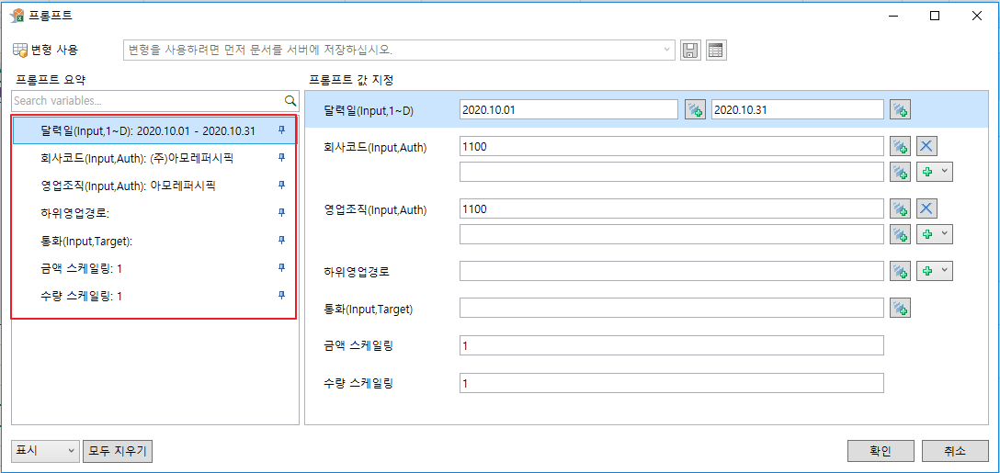 프롬프트
변형 사용
변형을 사용하려면 먼저 문서를 서버에 저장하십시오.
프롬프트 요약
Search variables...
달력일(Input,1~D): 2020.10.01 - 2020.10.31
회사코드(Input,Auth): (주)아모레퍼시픽
영업조직(Input,Auth): 아모레퍼시픽
하위영업경로:
통화(Input,Target):
금액 스케일링: 1
수량 스케일링: 1
프롬프트 값 지정
달력일(Input,1~D) 2020.10.01 2020.10.31
회사코드(Input,Auth) 1100
영업조직(Input,Auth) 1100
하위영업경로
통화(Input,Target)
금액 스케일링 1
수량 스케일링 1
표시 모두 지우기 확인 취소